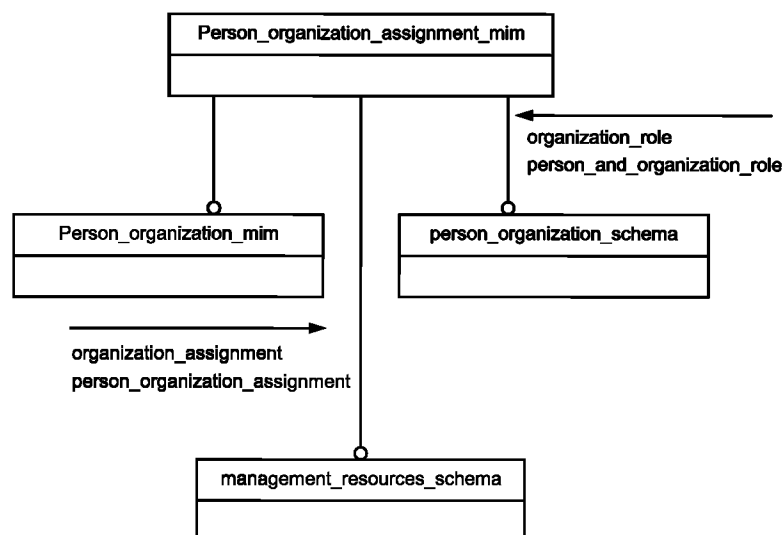 Person_organization_assignment_mim
organization_role
person_and_organization_role
Person_organization_mim
person_organization_schema
organization_assignment
person_organization_assignment
management_resources_schema